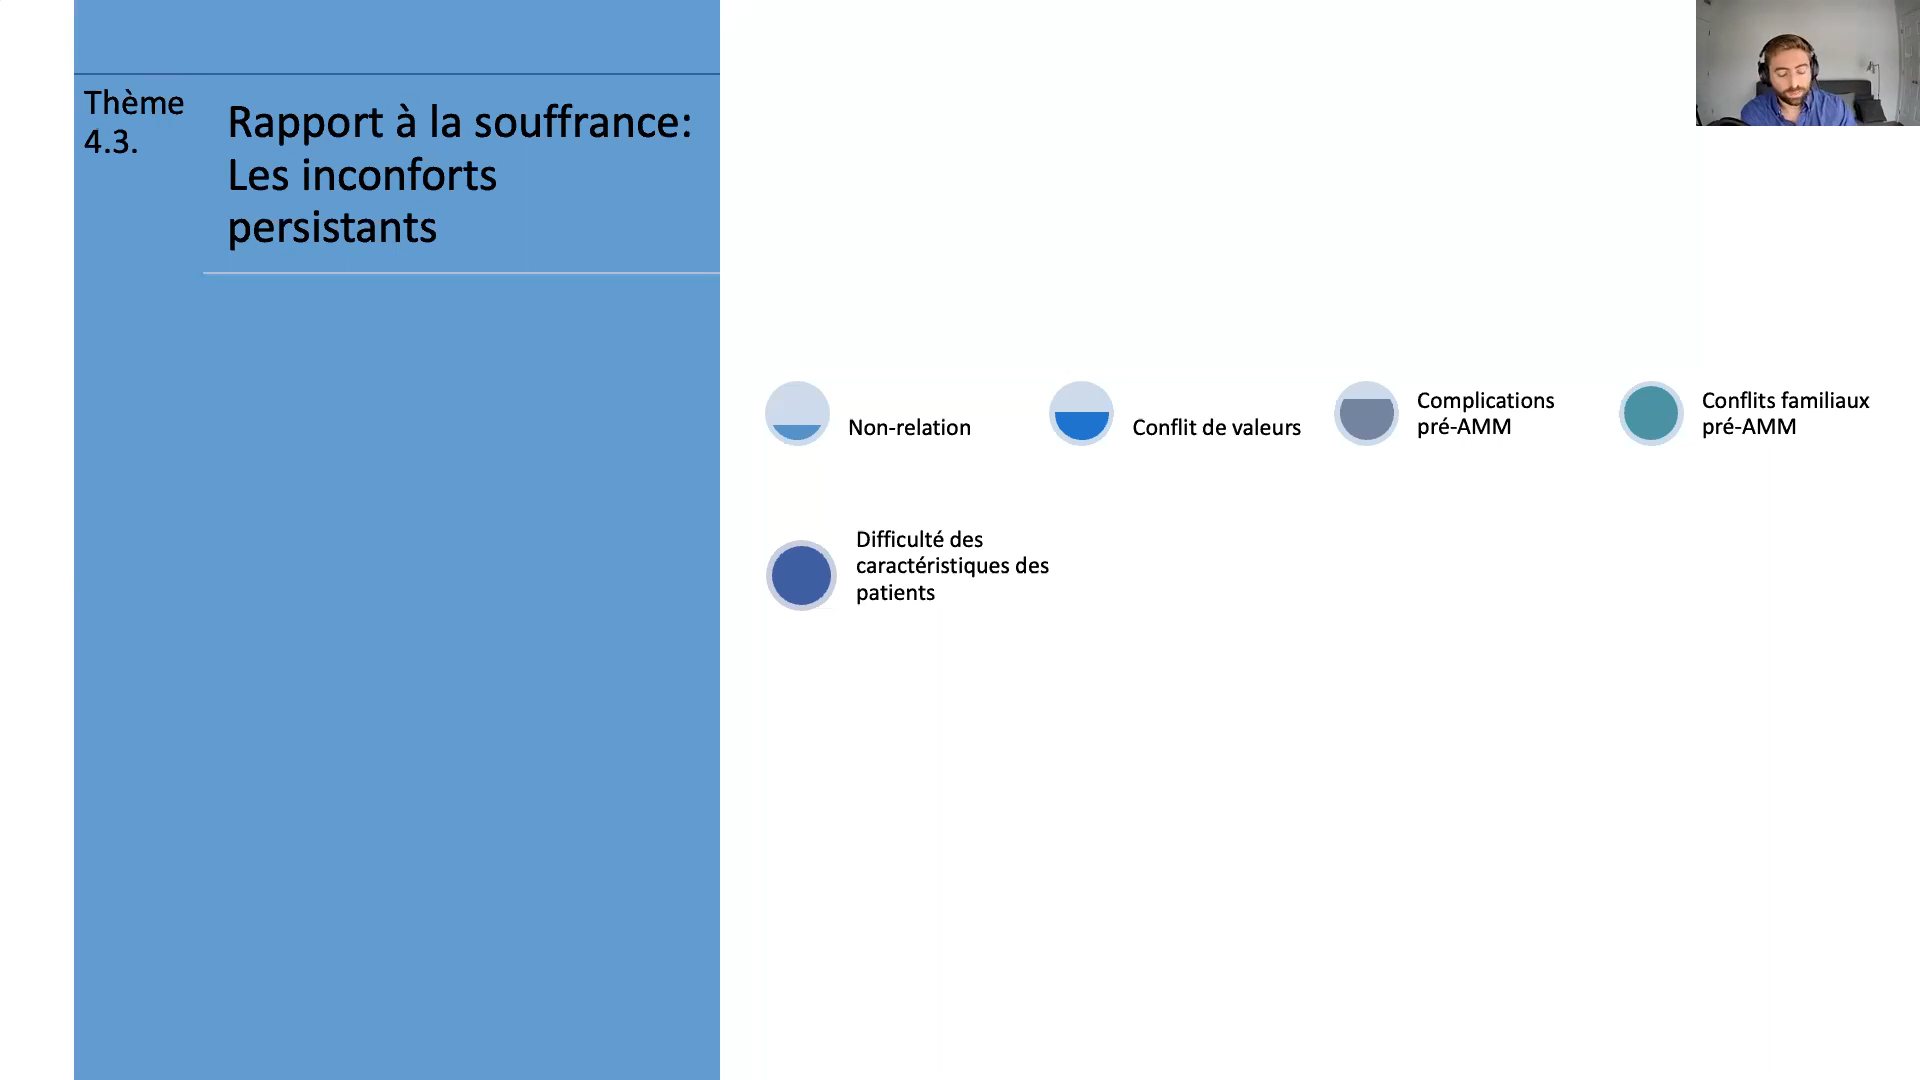 Thème
4.3.
Rapport à la souffrance:
Les inconforts
persistants
Non-relation
Conflit de valeurs
Complications
pré-AMM
Conflits familiaux
pré-AMM
Difficulté des
caractéristiques des
patients